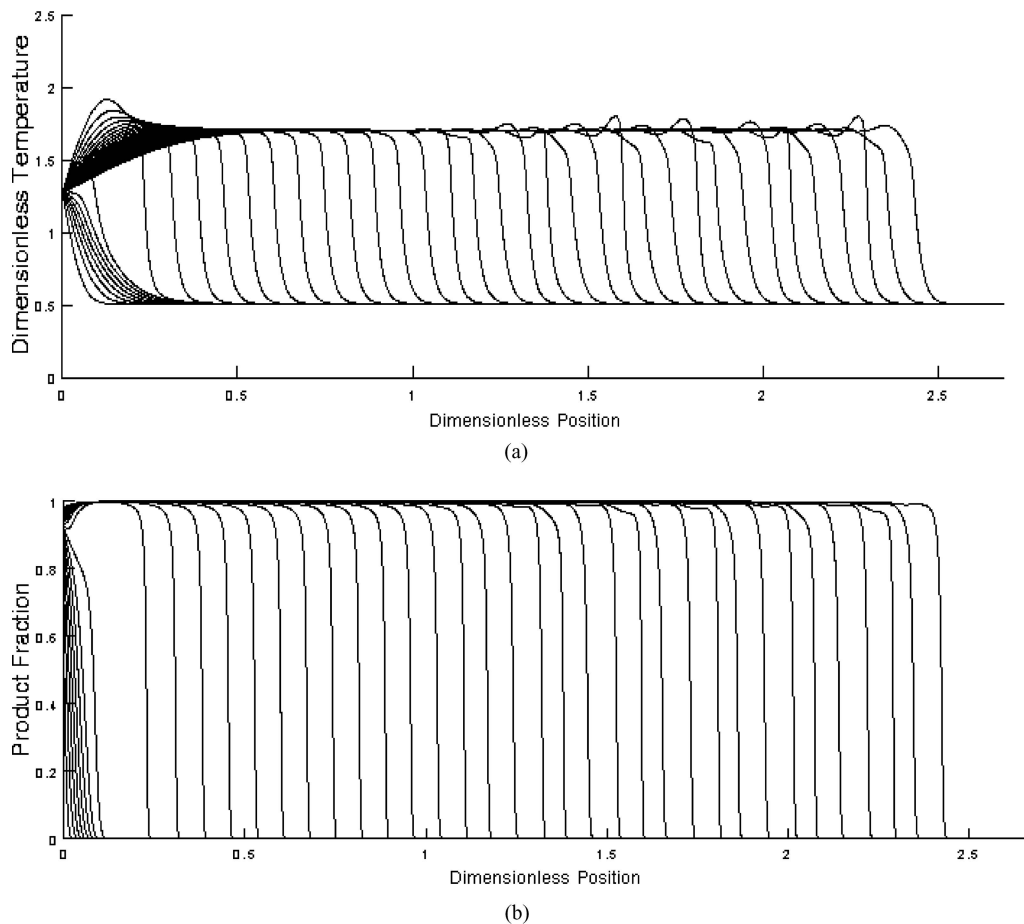 2.5
2
1.5
1
0.5
0
Dimensionless Temperature
0 0.5 1 1.5 2 2.5
Dimensionless Position
(a)
1
0.8
0.6
0.4
0.2
0
Product Fraction
0 0.5 1 1.5 2 2.5
Dimensionless Position
(b)